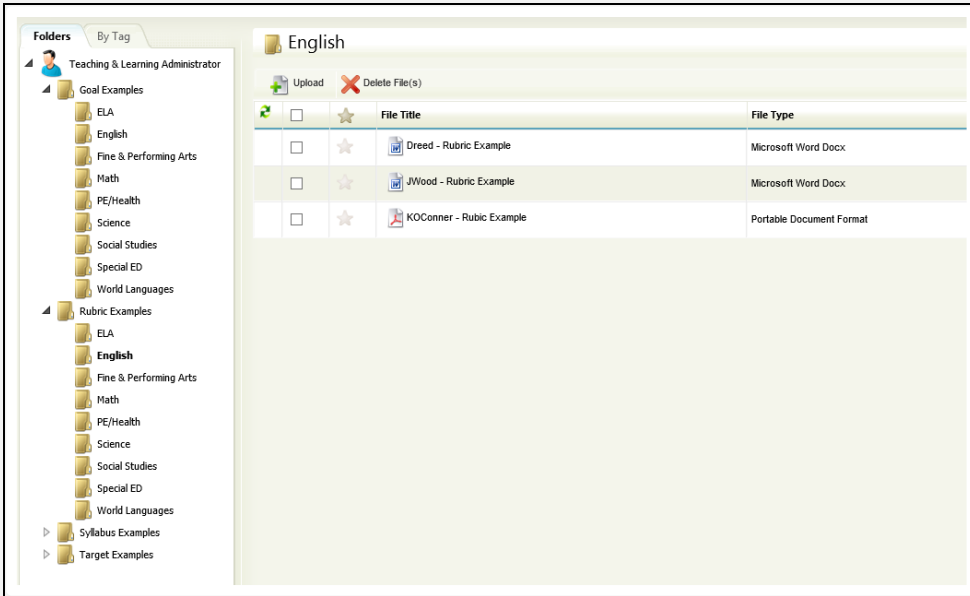 Folders By Tag
Teaching & Learning Administrator
Goal Examples
ELA
English
Fine & Performing Arts
Math
PE/Health
Science
Social Studies
Special ED
World Languages
Rubric Examples
ELA
English
Fine & Performing Arts
Math
PE/Health
Science
Social Studies
Special ED
World Languages
Syllabus Examples
Target Examples
English
Upload Delete File(s)
File Title File Type
Dreed - Rubric Example Microsoft Word Docx
JWood - Rubric Example Microsoft Word Docx
KOConner - Rubic Example Portable Document Format